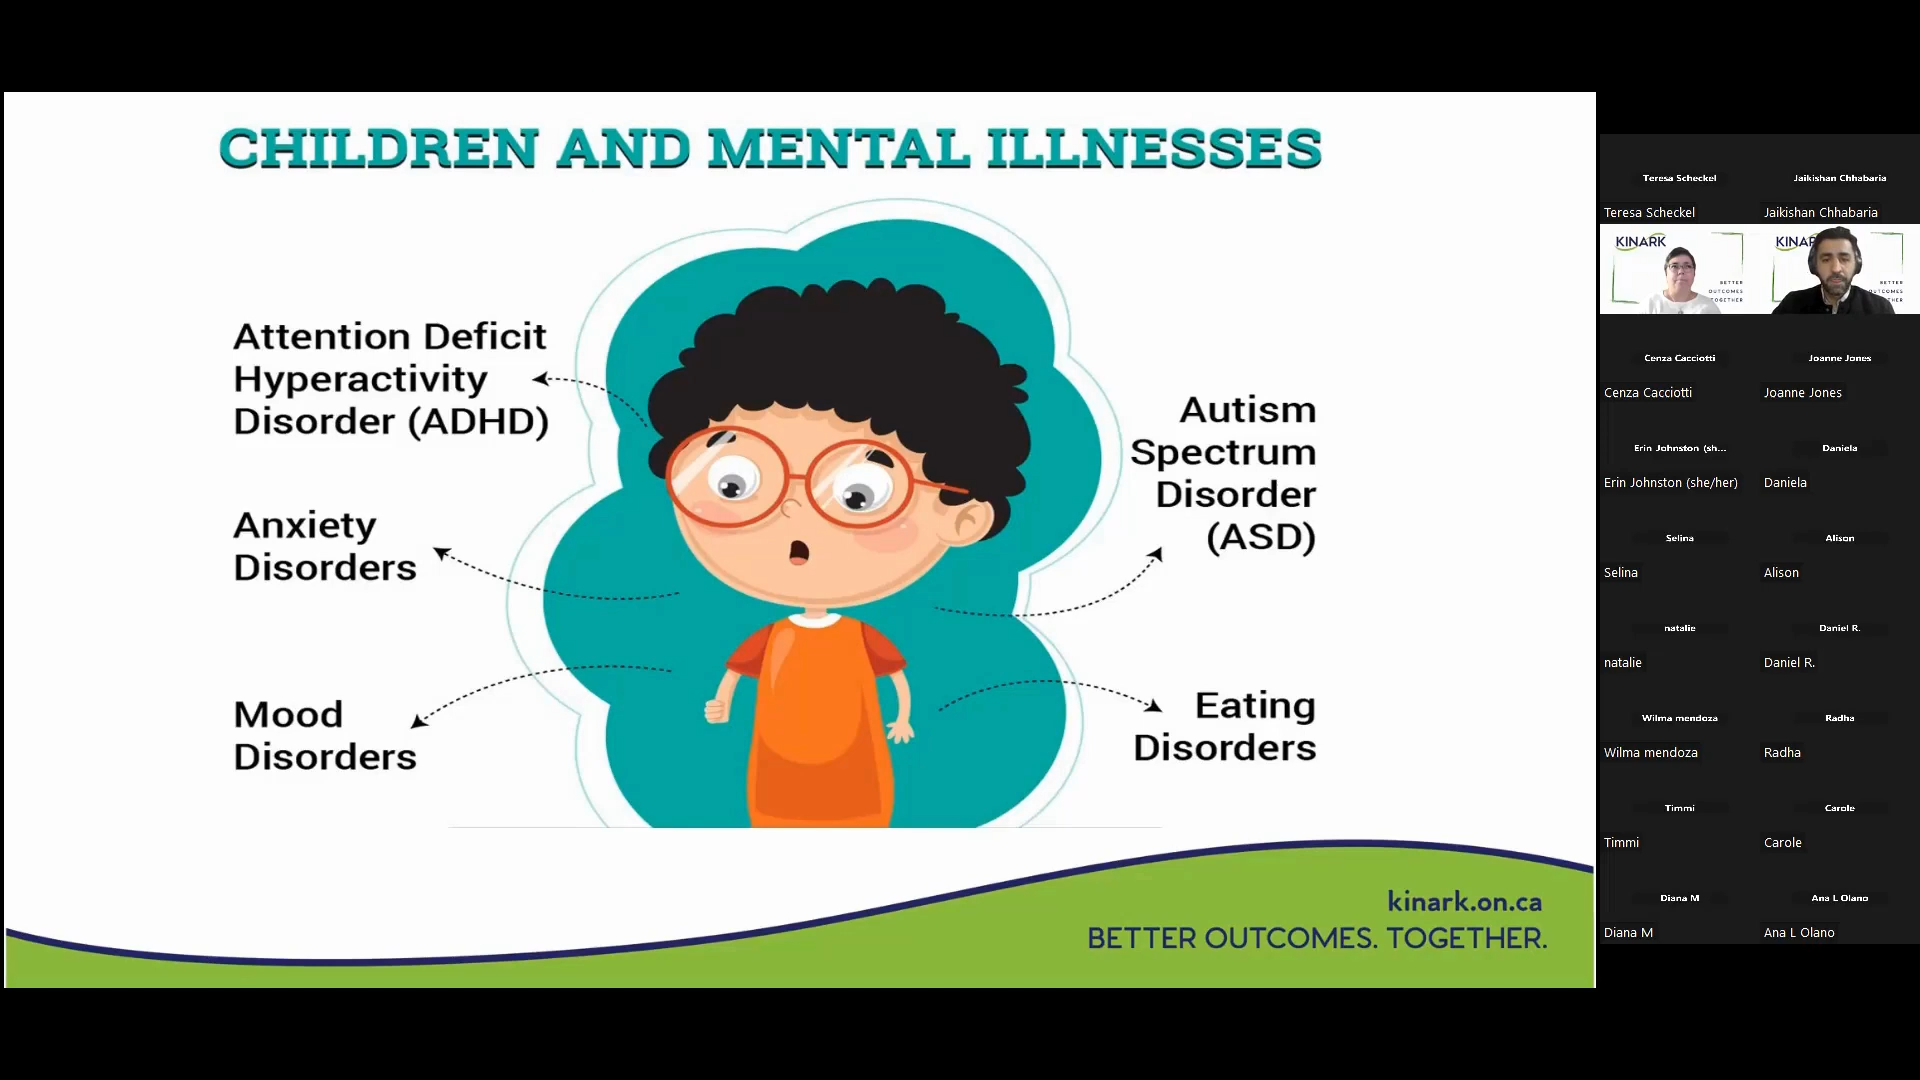 CHILDREN AND MENTAL ILLNESSES
Attention Deficit
Hyperactivity
Disorder (ADHD)
Anxiety
Disorders
Mood
Disorders
Autism
Spectrum
Disorder
(ASD)
Eating
Disorders
kinark.on.ca
BETTER OUTCOMES. TOGETHER.
Teresa Scheckel
Jaikishan Chhabaria
Teresa Scheckel
Jaikishan Chhabaria
KINARK
BETTER
OUTCOMES
TOGETHER
KINAR
BETTER
OUTCOMES
Cenza Cacciotti
Joanne Jones
Cenza Cacciotti
Joanne Jones
Erin Johnston (sh...
Daniela
Erin Johnston (she/her)
Daniela
Selina
Alison
Selina
Alison
natalie
Daniel R.
natalie
Daniel R.
Wilma mendoza
Radha
Wilma mendoza
Radha
Timmi
Carole
Timmi
Carole
Diana M
Ana L Olano
Diana M
Ana L Olano